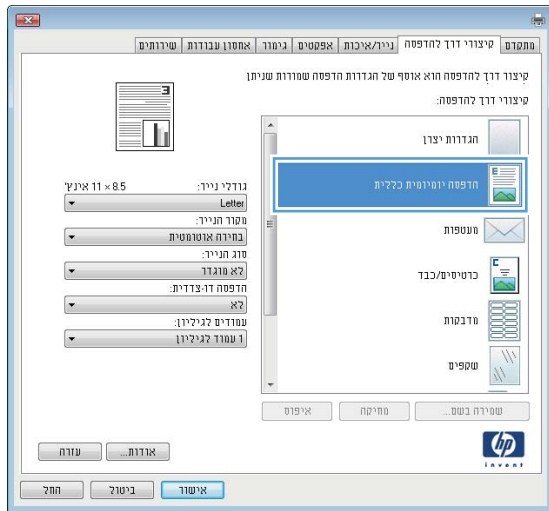 מתקדם קיצורי דרך להדפסה נייר/איכות אפקטים גימור אחסון עבודות שירותים
קיצור דרך להדפסה הוא אוסף של הגדרות הדפסה שמורות שניתן
קיצורי דרך להדפסה:
הגדרות יצרן
הדפסה יומיומית כללית
מעטפות
כרטיסים/כבד
מדבקות
שקפים
גודלי נייר: 8.5 × 11 אינץ'
Letter
מקור הנייר:
בחירה אוטומטית
סוג הנייר:
לא מוגדר
הדפסה דו-צדדית:
לא
עמודים לגיליון:
1 עמוד לגיליון
שמירה בשם... מחיקה איפוס
hp
invent
אודות... עזרה
אישור ביטול החל